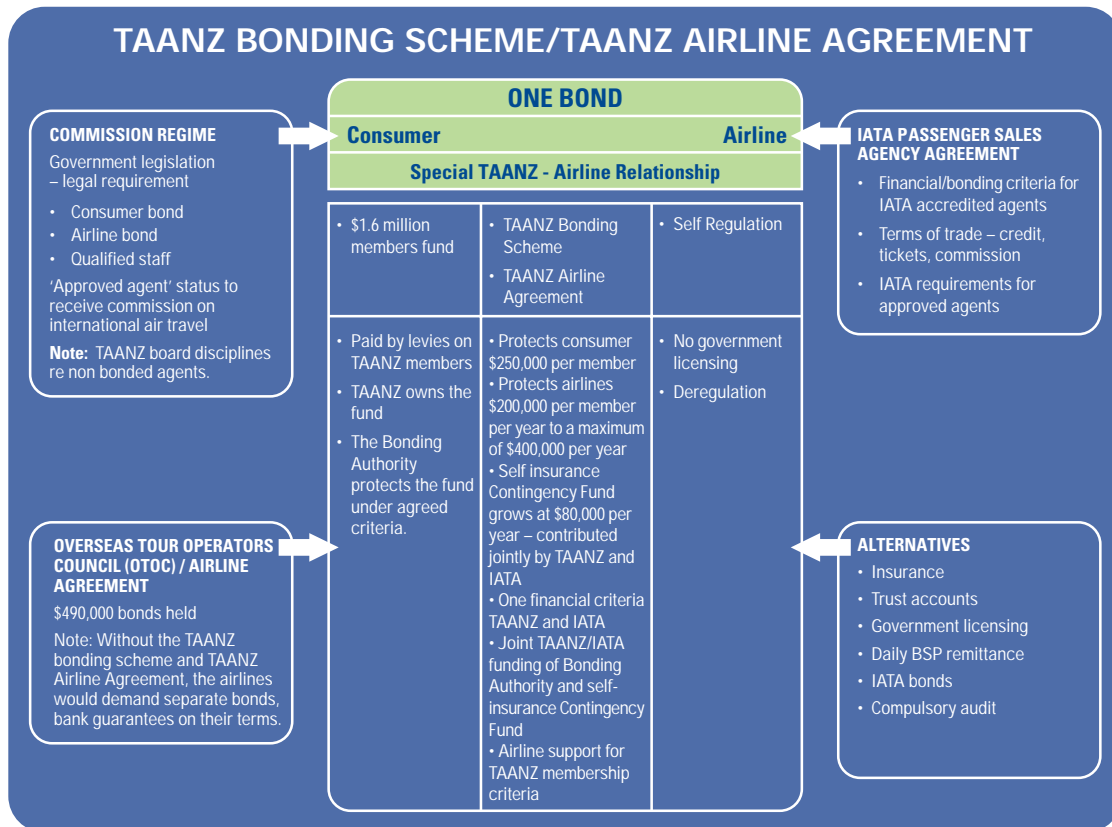 TAANZ BONDING SCHEME/TAANZ AIRLINE AGREEMENT
ONE BOND
Consumer Airline
Special TAANZ - Airline Relationship
COMMISSION REGIME
Government legislation
– legal requirement
• Consumer bond
• Airline bond
• Qualified staff
‘Approved agent’ status to
receive commission on
international air travel
Note: TAANZ board disciplines
re non bonded agents.
OVERSEAS TOUR OPERATORS
COUNCIL (OTOC) / AIRLINE
AGREEMENT
$490,000 bonds held
Note: Without the TAANZ
bonding scheme and TAANZ
Airline Agreement, the airlines
would demand separate bonds,
bank guarantees on their terms.
• $1.6 million
members fund
• TAANZ Bonding
Scheme
• TAANZ Airline
Agreement
• Self Regulation
• Paid by levies on
TAANZ members
• TAANZ owns the
fund
• The Bonding
Authority
protects the fund
under agreed
criteria.
• Protects consumer
$250,000 per member
• Protects airlines
$200,000 per member
per year to a maximum
of $400,000 per year
• Self insurance
Contingency Fund
grows at $80,000 per
year – contributed
jointly by TAANZ and
IATA
• One financial criteria
TAANZ and IATA
• Joint TAANZ/IATA
funding of Bonding
Authority and self-
insurance Contingency
Fund
• Airline support for
TAANZ membership
criteria
• No government
licensing
• Deregulation
IATA PASSENGER SALES
AGENCY AGREEMENT
• Financial/bonding criteria for
IATA accredited agents
• Terms of trade – credit,
tickets, commission
• IATA requirements for
approved agents
ALTERNATIVES
• Insurance
• Trust accounts
• Government licensing
• Daily BSP remittance
• IATA bonds
• Compulsory audit